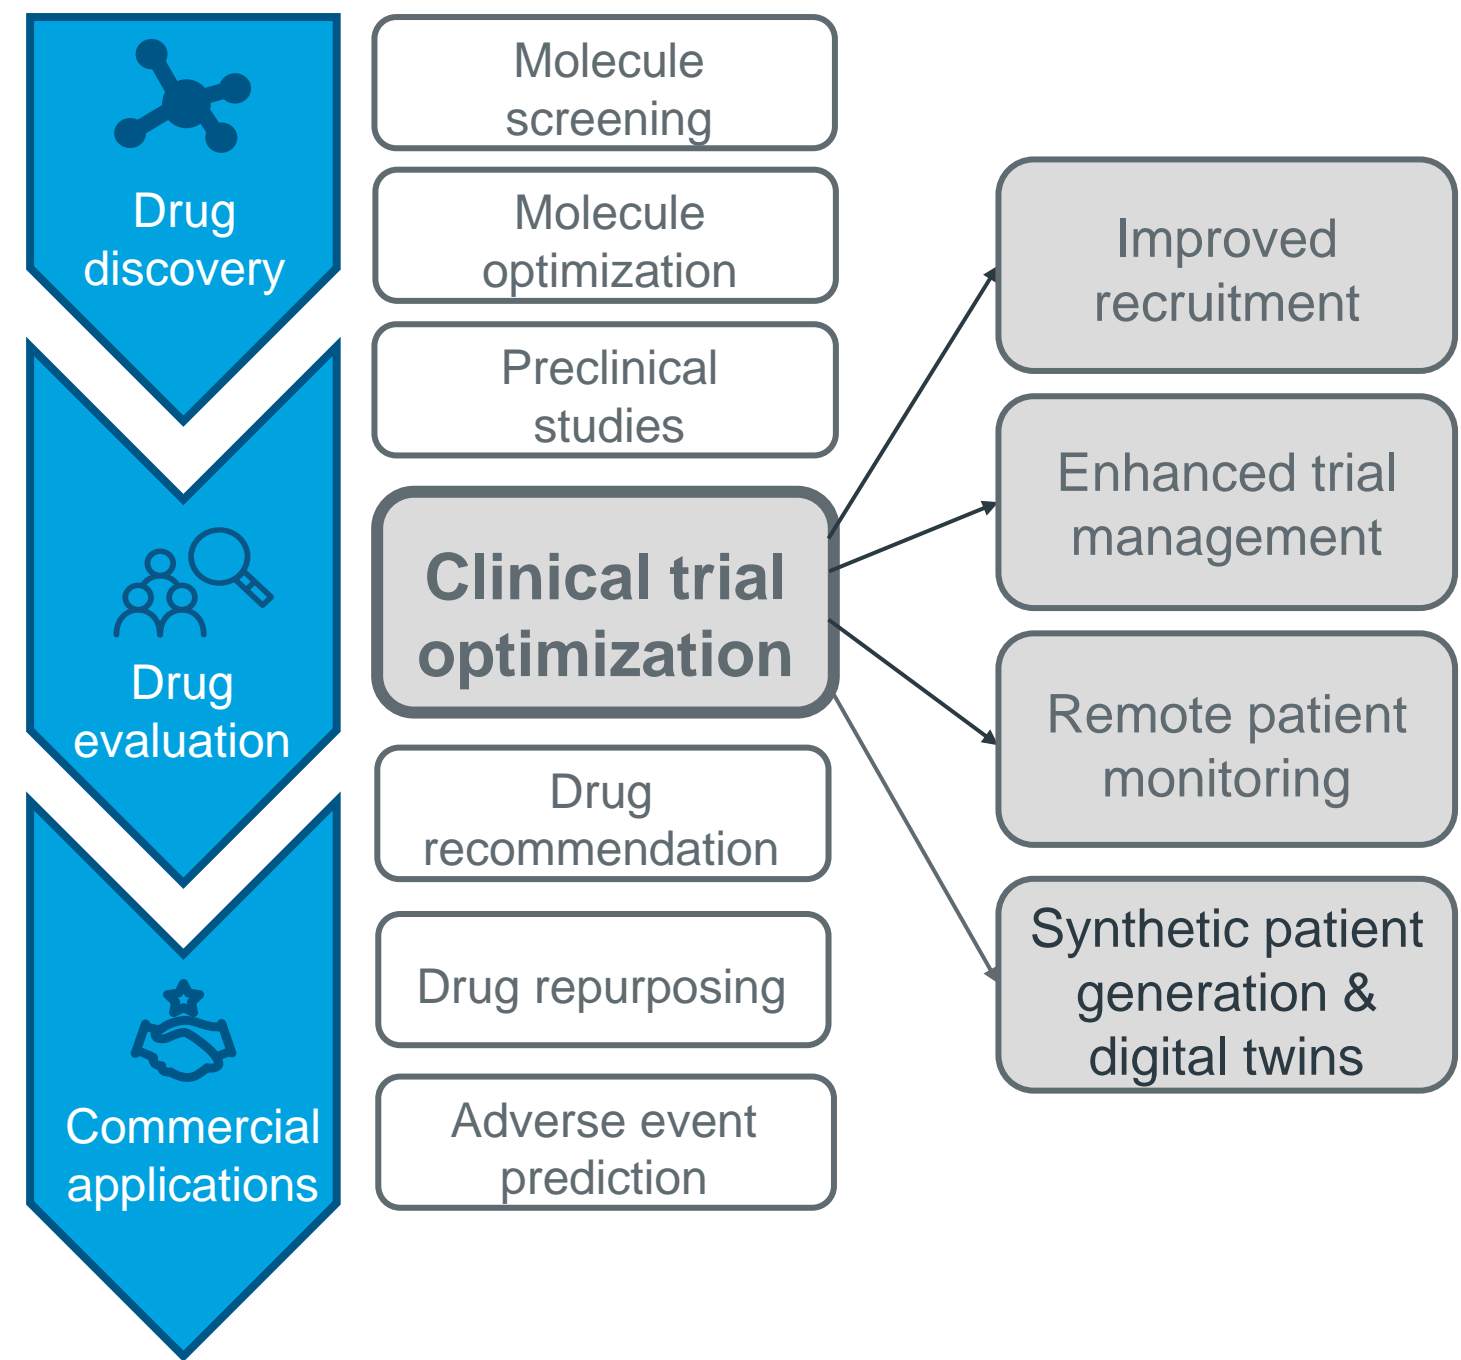 Drug
discovery
Drug
evaluation
Commercial
applications
Molecule
screening
Molecule
optimization
Preclinical
studies
Clinical trial
optimization
Drug
recommendation
Drug repurposing
Adverse event
prediction
Improved
recruitment
Enhanced trial
management
Remote patient
monitoring
Synthetic patient
generation &
digital twins